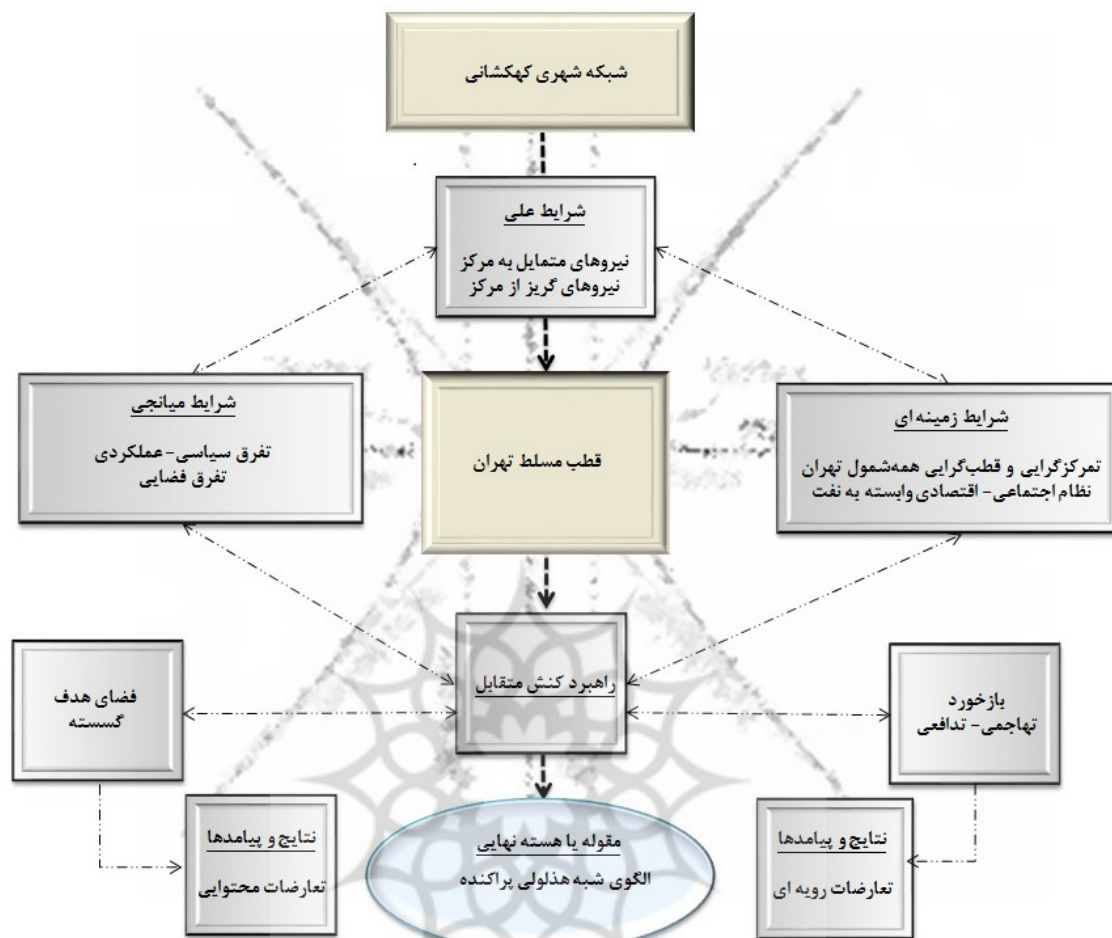 شبکه شهری کهکشانی
شرایط علی
نیروهای متمایل به مرکز
نیروهای گریز از مرکز
شرایط زمینه ای
تمرکزگرایی و قطب‌گرایی همه‌شمول تهران
نظام اجتماعی- اقتصادی وابسته به نفت
قطب مسلط تهران
شرایط میانجی
تفرق سیاسی-عملکردی
تفرق فضایی
بازخورد
تهاجمی- تدافعی
راهبرد کنش متقابل
فضای هدف
گسسته
نتایج و پیامدها
تعارضات رویه ای
مقوله یا هسته نهایی
الگوی شبه هذلولی پراکنده
نتایج و پیامدها
تعارضات محتوایی